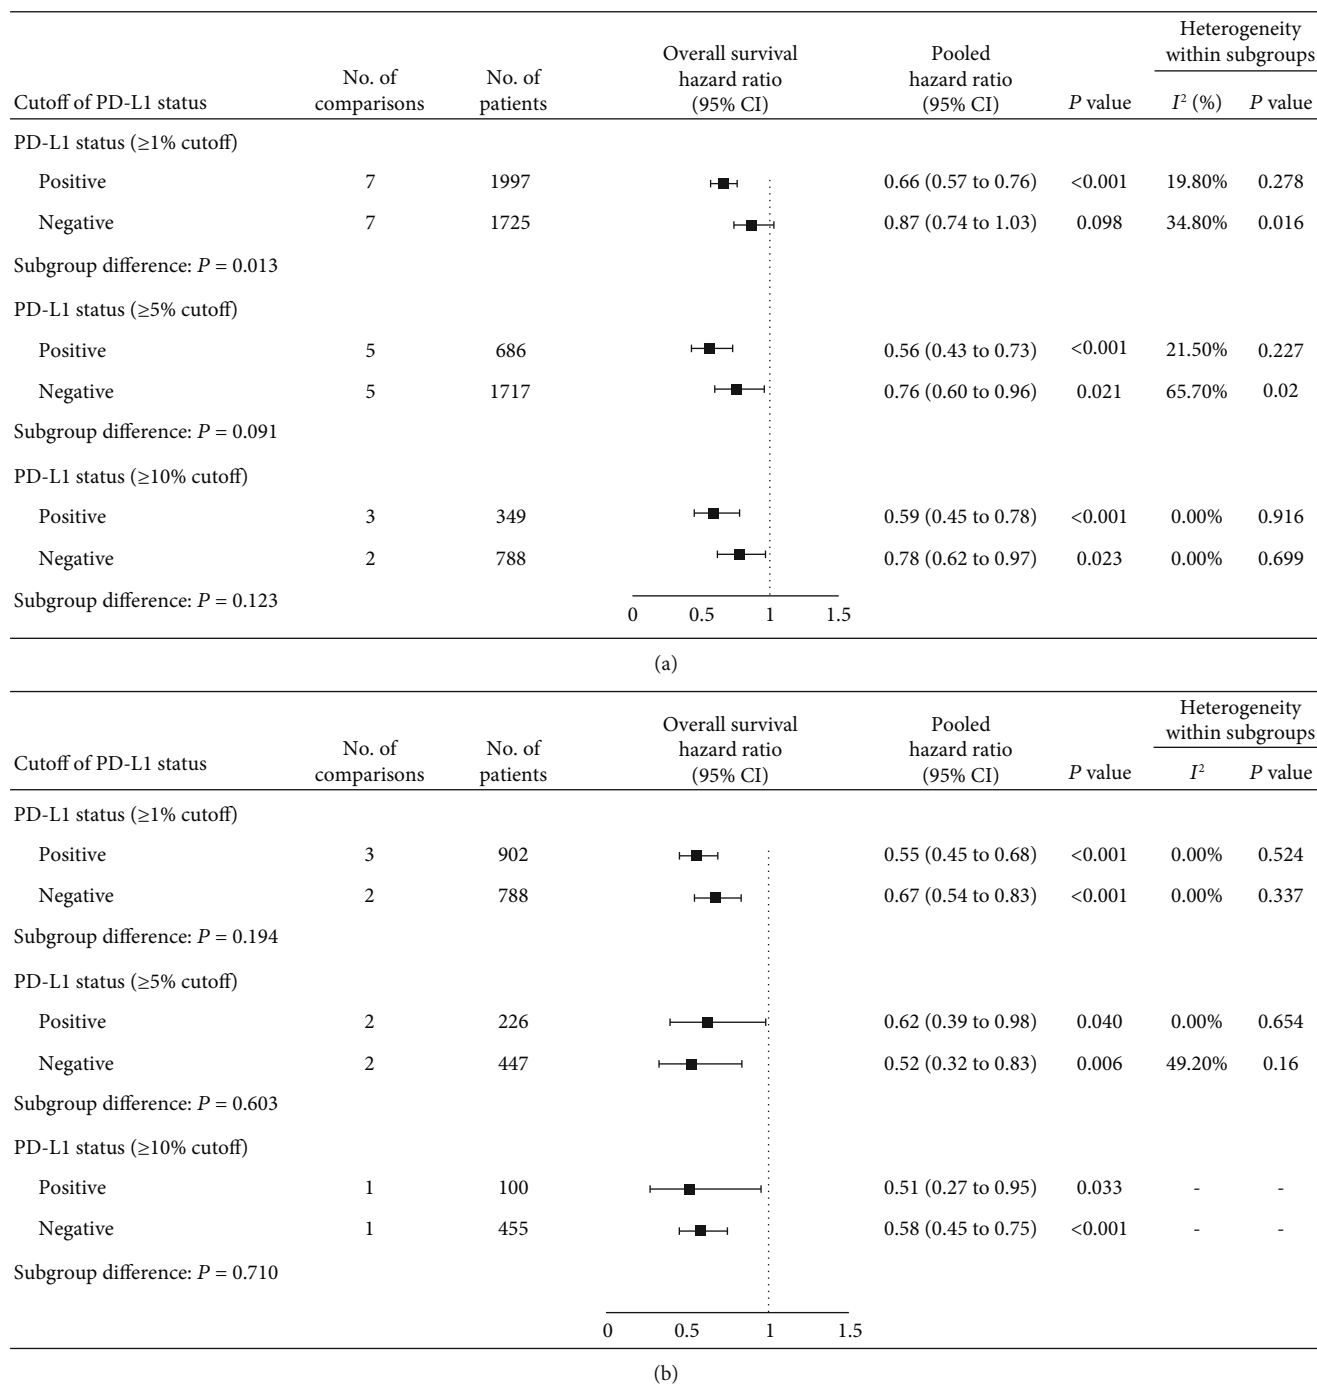 Cutoff of PD-L1 status No. of comparisons No. of patients Overall survival hazard ratio (95% CI) Pooled hazard ratio (95% CI) P value Heterogeneity within subgroups I² (%) P value
PD-L1 status (≥1% cutoff)
Positive 7 1997 0.66 (0.57 to 0.76) <0.001 19.80% 0.278
Negative 7 1725 0.87 (0.74 to 1.03) 0.098 34.80% 0.016
Subgroup difference: P = 0.013
PD-L1 status (≥5% cutoff)
Positive 5 686 0.56 (0.43 to 0.73) <0.001 21.50% 0.227
Negative 5 1717 0.76 (0.60 to 0.96) 0.021 65.70% 0.02
Subgroup difference: P = 0.091
PD-L1 status (≥10% cutoff)
Positive 3 349 0.59 (0.45 to 0.78) <0.001 0.00% 0.916
Negative 2 788 0.78 (0.62 to 0.97) 0.023 0.00% 0.699
Subgroup difference: P = 0.123
0 0.5 1 1.5
(a)
Cutoff of PD-L1 status No. of comparisons No. of patients Overall survival hazard ratio (95% CI) Pooled hazard ratio (95% CI) P value Heterogeneity within subgroups I² P value
PD-L1 status (≥1% cutoff)
Positive 3 902 0.55 (0.45 to 0.68) <0.001 0.00% 0.524
Negative 2 788 0.67 (0.54 to 0.83) <0.001 0.00% 0.337
Subgroup difference: P = 0.194
PD-L1 status (≥5% cutoff)
Positive 2 226 0.62 (0.39 to 0.98) 0.040 0.00% 0.654
Negative 2 447 0.52 (0.32 to 0.83) 0.006 49.20% 0.16
Subgroup difference: P = 0.603
PD-L1 status (≥10% cutoff)
Positive 1 100 0.51 (0.27 to 0.95) 0.033 - -
Negative 1 455 0.58 (0.45 to 0.75) <0.001 - -
Subgroup difference: P = 0.710
0 0.5 1 1.5
(b)